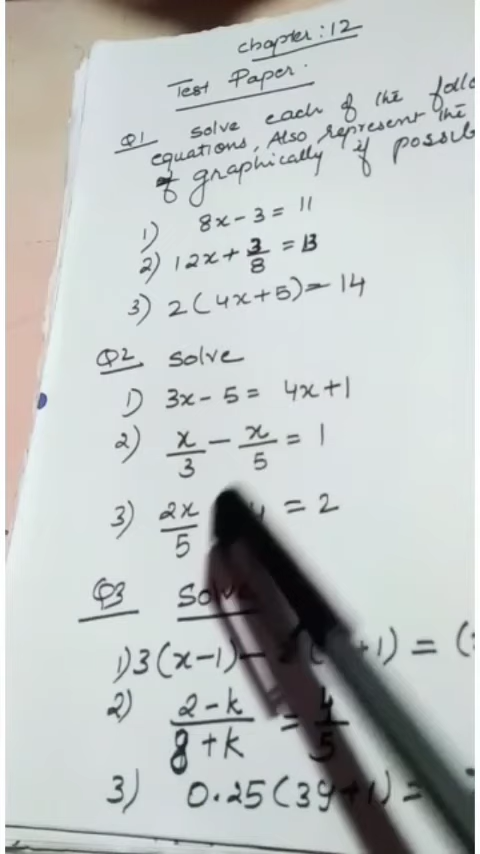 Chapter:12
Test Paper.
Q1 Solve each of the
equations, Also, represent the
graphically if
1) 8x - 3 = 11
2) 12x + 3/8 = 13
3) 2(4x+5) = 14
Q2 Solve
1) 3x - 5 = 4x+1
2) x/3 - x/5 = 1
3) 2x/5 = 2
Q3 Solve
1) 3(x-1) - +1) = (
2) 2-k/8+k = 4/5
3) 0.25(3y+1) =